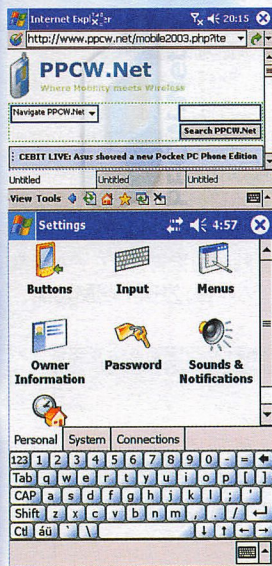 Internet Expl er 20:15
http://www.ppcw.net/mobile2003.php?te
PPCW.Net
Where Mobility meets Wireless
Navigate PPCW.Net
Search PPCW.Net
: CEBIT LIVE: Asus showed a new Pocket PC Phone Edition
Untitled Untitled Untitled
View Tools
Settings 4:57
Buttons Input Menus
Owner Information Password Sounds & Notifications
Personal System Connections
123 1 2 3 4 5 6 7 8 9 0 - =
Tab q w e r t y u i o p [ ]
CAP a s d f g h j k l ; '
Shift z x c v b n m , . /
Ctl áü ` \